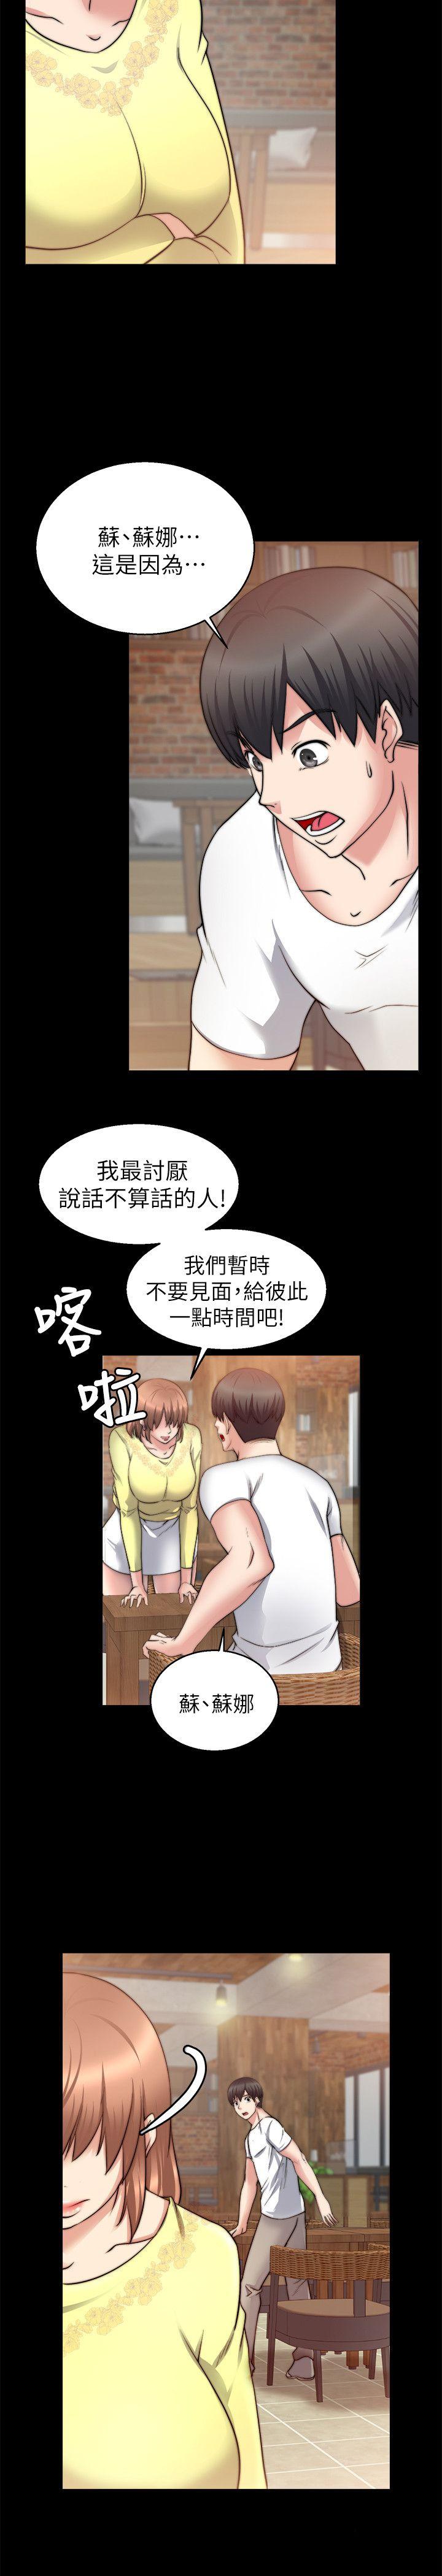 蘇、蘇娜…
這是因為…
我最討厭
說話不算話的人!
我們暫時
不要見面,給彼此
一點時間吧!
喀
啦
蘇、蘇娜